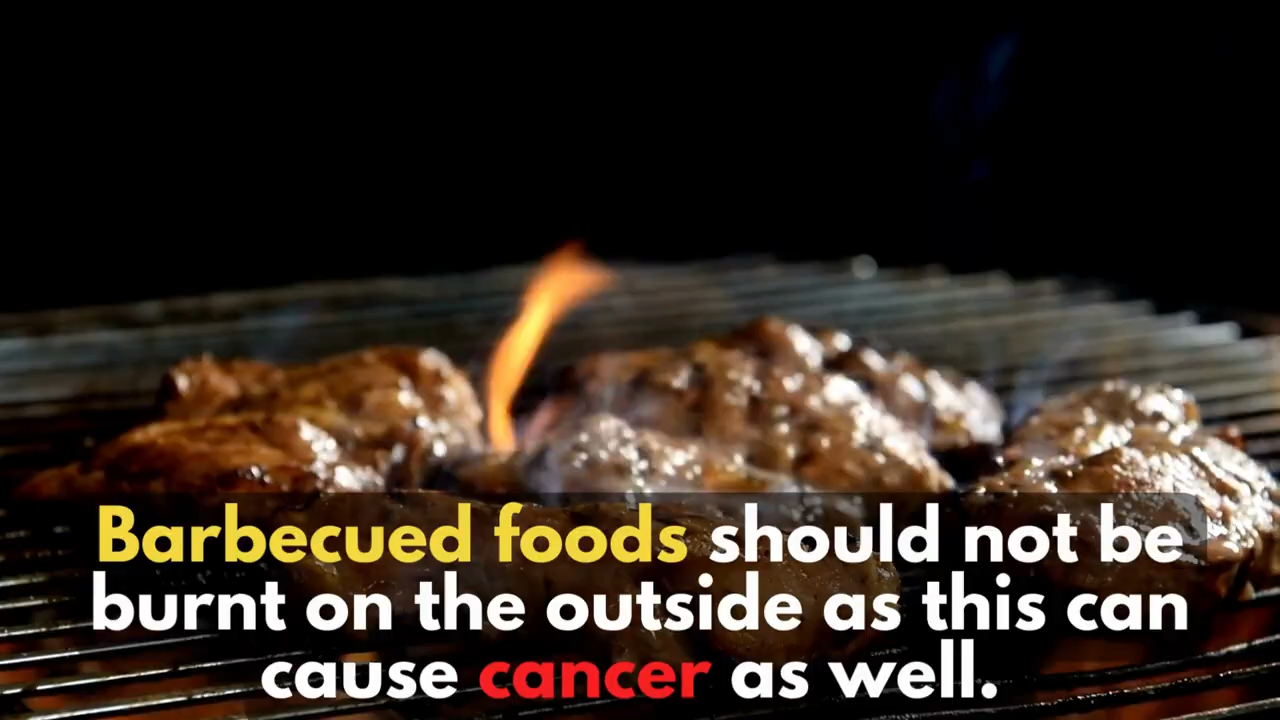 Barbecued foods should not be
burnt on the outside as this can
cause cancer as well.